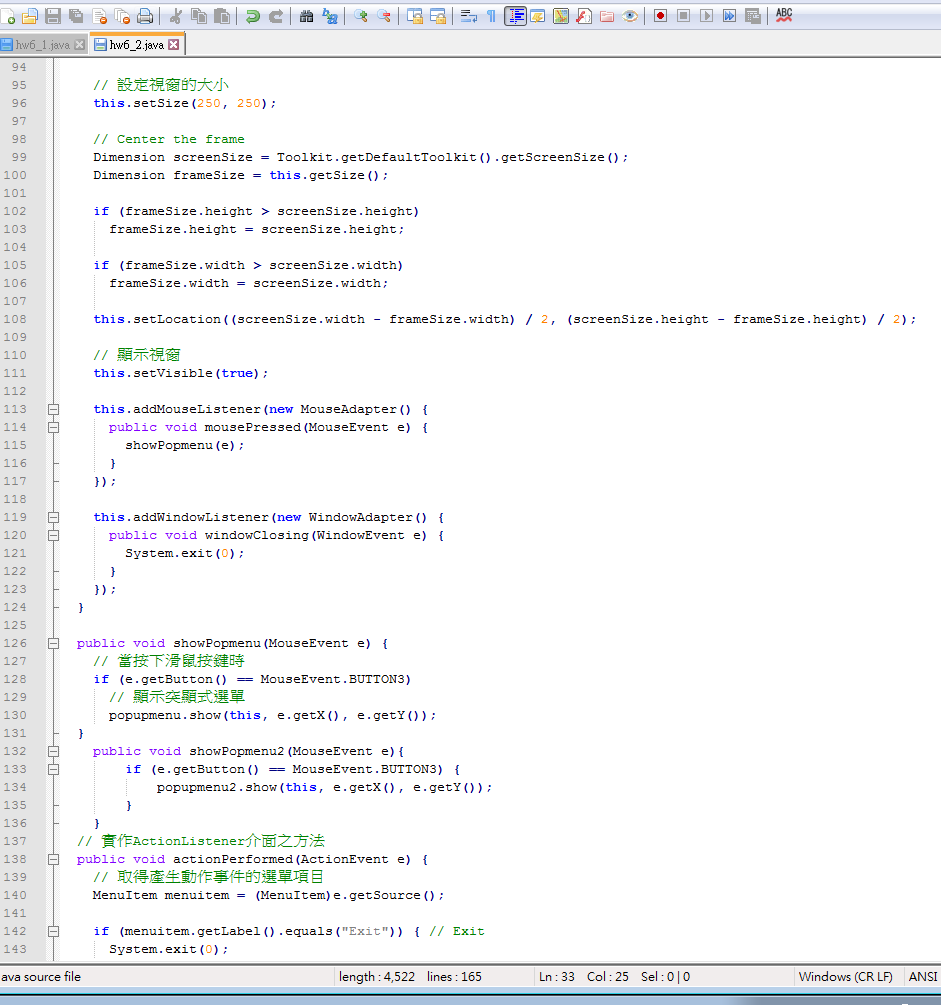 ABC
hw6_1.java
hw6_2.java
94
95 // 設定視窗的大小
96 this.setSize(250, 250);
97
98 // Center the frame
99 Dimension screenSize = Toolkit.getDefaultToolkit().getScreenSize();
100 Dimension frameSize = this.getSize();
101
102 if (frameSize.height > screenSize.height)
103 frameSize.height = screenSize.height;
104
105 if (frameSize.width > screenSize.width)
106 frameSize.width = screenSize.width;
107
108 this.setLocation((screenSize.width - frameSize.width) / 2, (screenSize.height - frameSize.height) / 2);
109
110 // 顯示視窗
111 this.setVisible(true);
112
113 this.addMouseListener(new MouseAdapter() {
114 public void mousePressed(MouseEvent e) {
115 showPopmenu(e);
116 }
117 });
118
119 this.addWindowListener(new WindowAdapter() {
120 public void windowClosing(WindowEvent e) {
121 System.exit(0);
122 }
123 });
124 }
125
126 public void showPopmenu(MouseEvent e) {
127 // 當按下滑鼠按鍵時
128 if (e.getButton() == MouseEvent.BUTTON3)
129 // 顯示突顯式選單
130 popupmenu.show(this, e.getX(), e.getY());
131 }
132 public void showPopmenu2(MouseEvent e){
133 if (e.getButton() == MouseEvent.BUTTON3) {
134 popupmenu2.show(this, e.getX(), e.getY());
135 }
136 }
137 // 實作ActionListener介面之方法
138 public void actionPerformed(ActionEvent e) {
139 // 取得產生動作事件的選單項目
140 MenuItem menuitem = (MenuItem)e.getSource();
141
142 if (menuitem.getLabel().equals("Exit")) { // Exit
143 System.exit(0);
ava source file length : 4,522 lines : 165 Ln : 33 Col : 25 Sel : 0 | 0 Windows (CR LF) ANSI